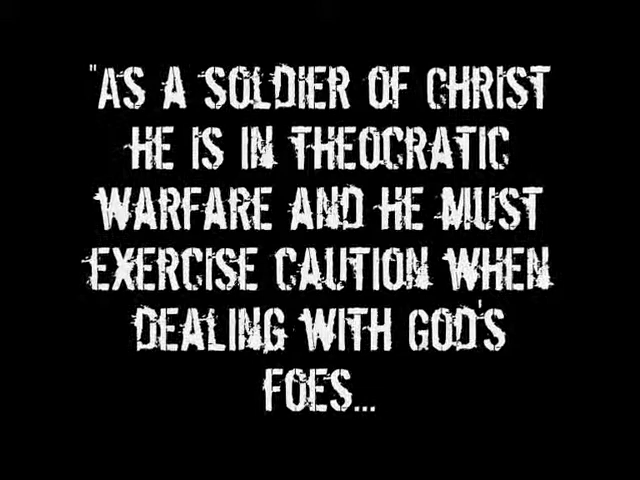 "AS A SOLDIER OF CHRIST
HE IS IN THEOCRATIC
WARFARE AND HE MUST
EXERCISE CAUTION WHEN
DEALING WITH GOD'S
FOES...